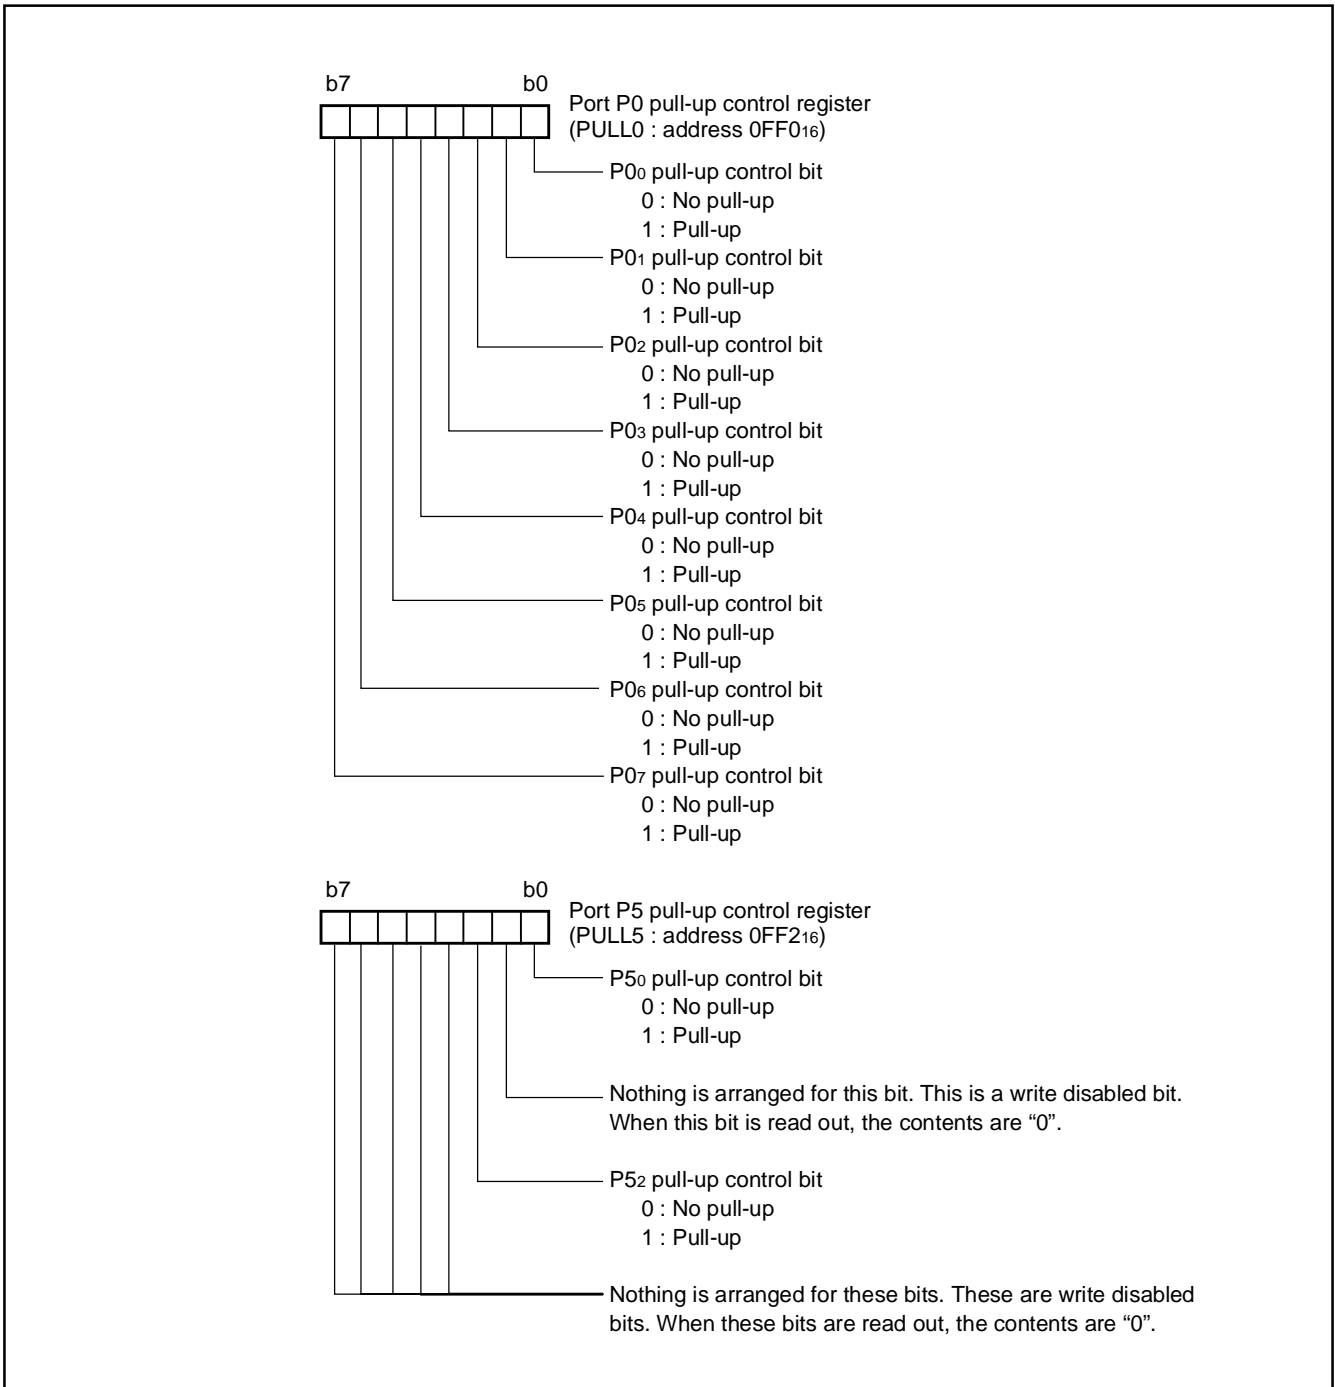 b7 b0
Port P0 pull-up control register
(PULL0 : address 0FF016)
P00 pull-up control bit
0 : No pull-up
1 : Pull-up
P01 pull-up control bit
0 : No pull-up
1 : Pull-up
P02 pull-up control bit
0 : No pull-up
1 : Pull-up
P03 pull-up control bit
0 : No pull-up
1 : Pull-up
P04 pull-up control bit
0 : No pull-up
1 : Pull-up
P05 pull-up control bit
0 : No pull-up
1 : Pull-up
P06 pull-up control bit
0 : No pull-up
1 : Pull-up
P07 pull-up control bit
0 : No pull-up
1 : Pull-up
b7 b0
Port P5 pull-up control register
(PULL5 : address 0FF216)
P50 pull-up control bit
0 : No pull-up
1 : Pull-up
Nothing is arranged for this bit. This is a write disabled bit.
When this bit is read out, the contents are “0”.
P52 pull-up control bit
0 : No pull-up
1 : Pull-up
Nothing is arranged for these bits. These are write disabled
bits. When these bits are read out, the contents are “0”.